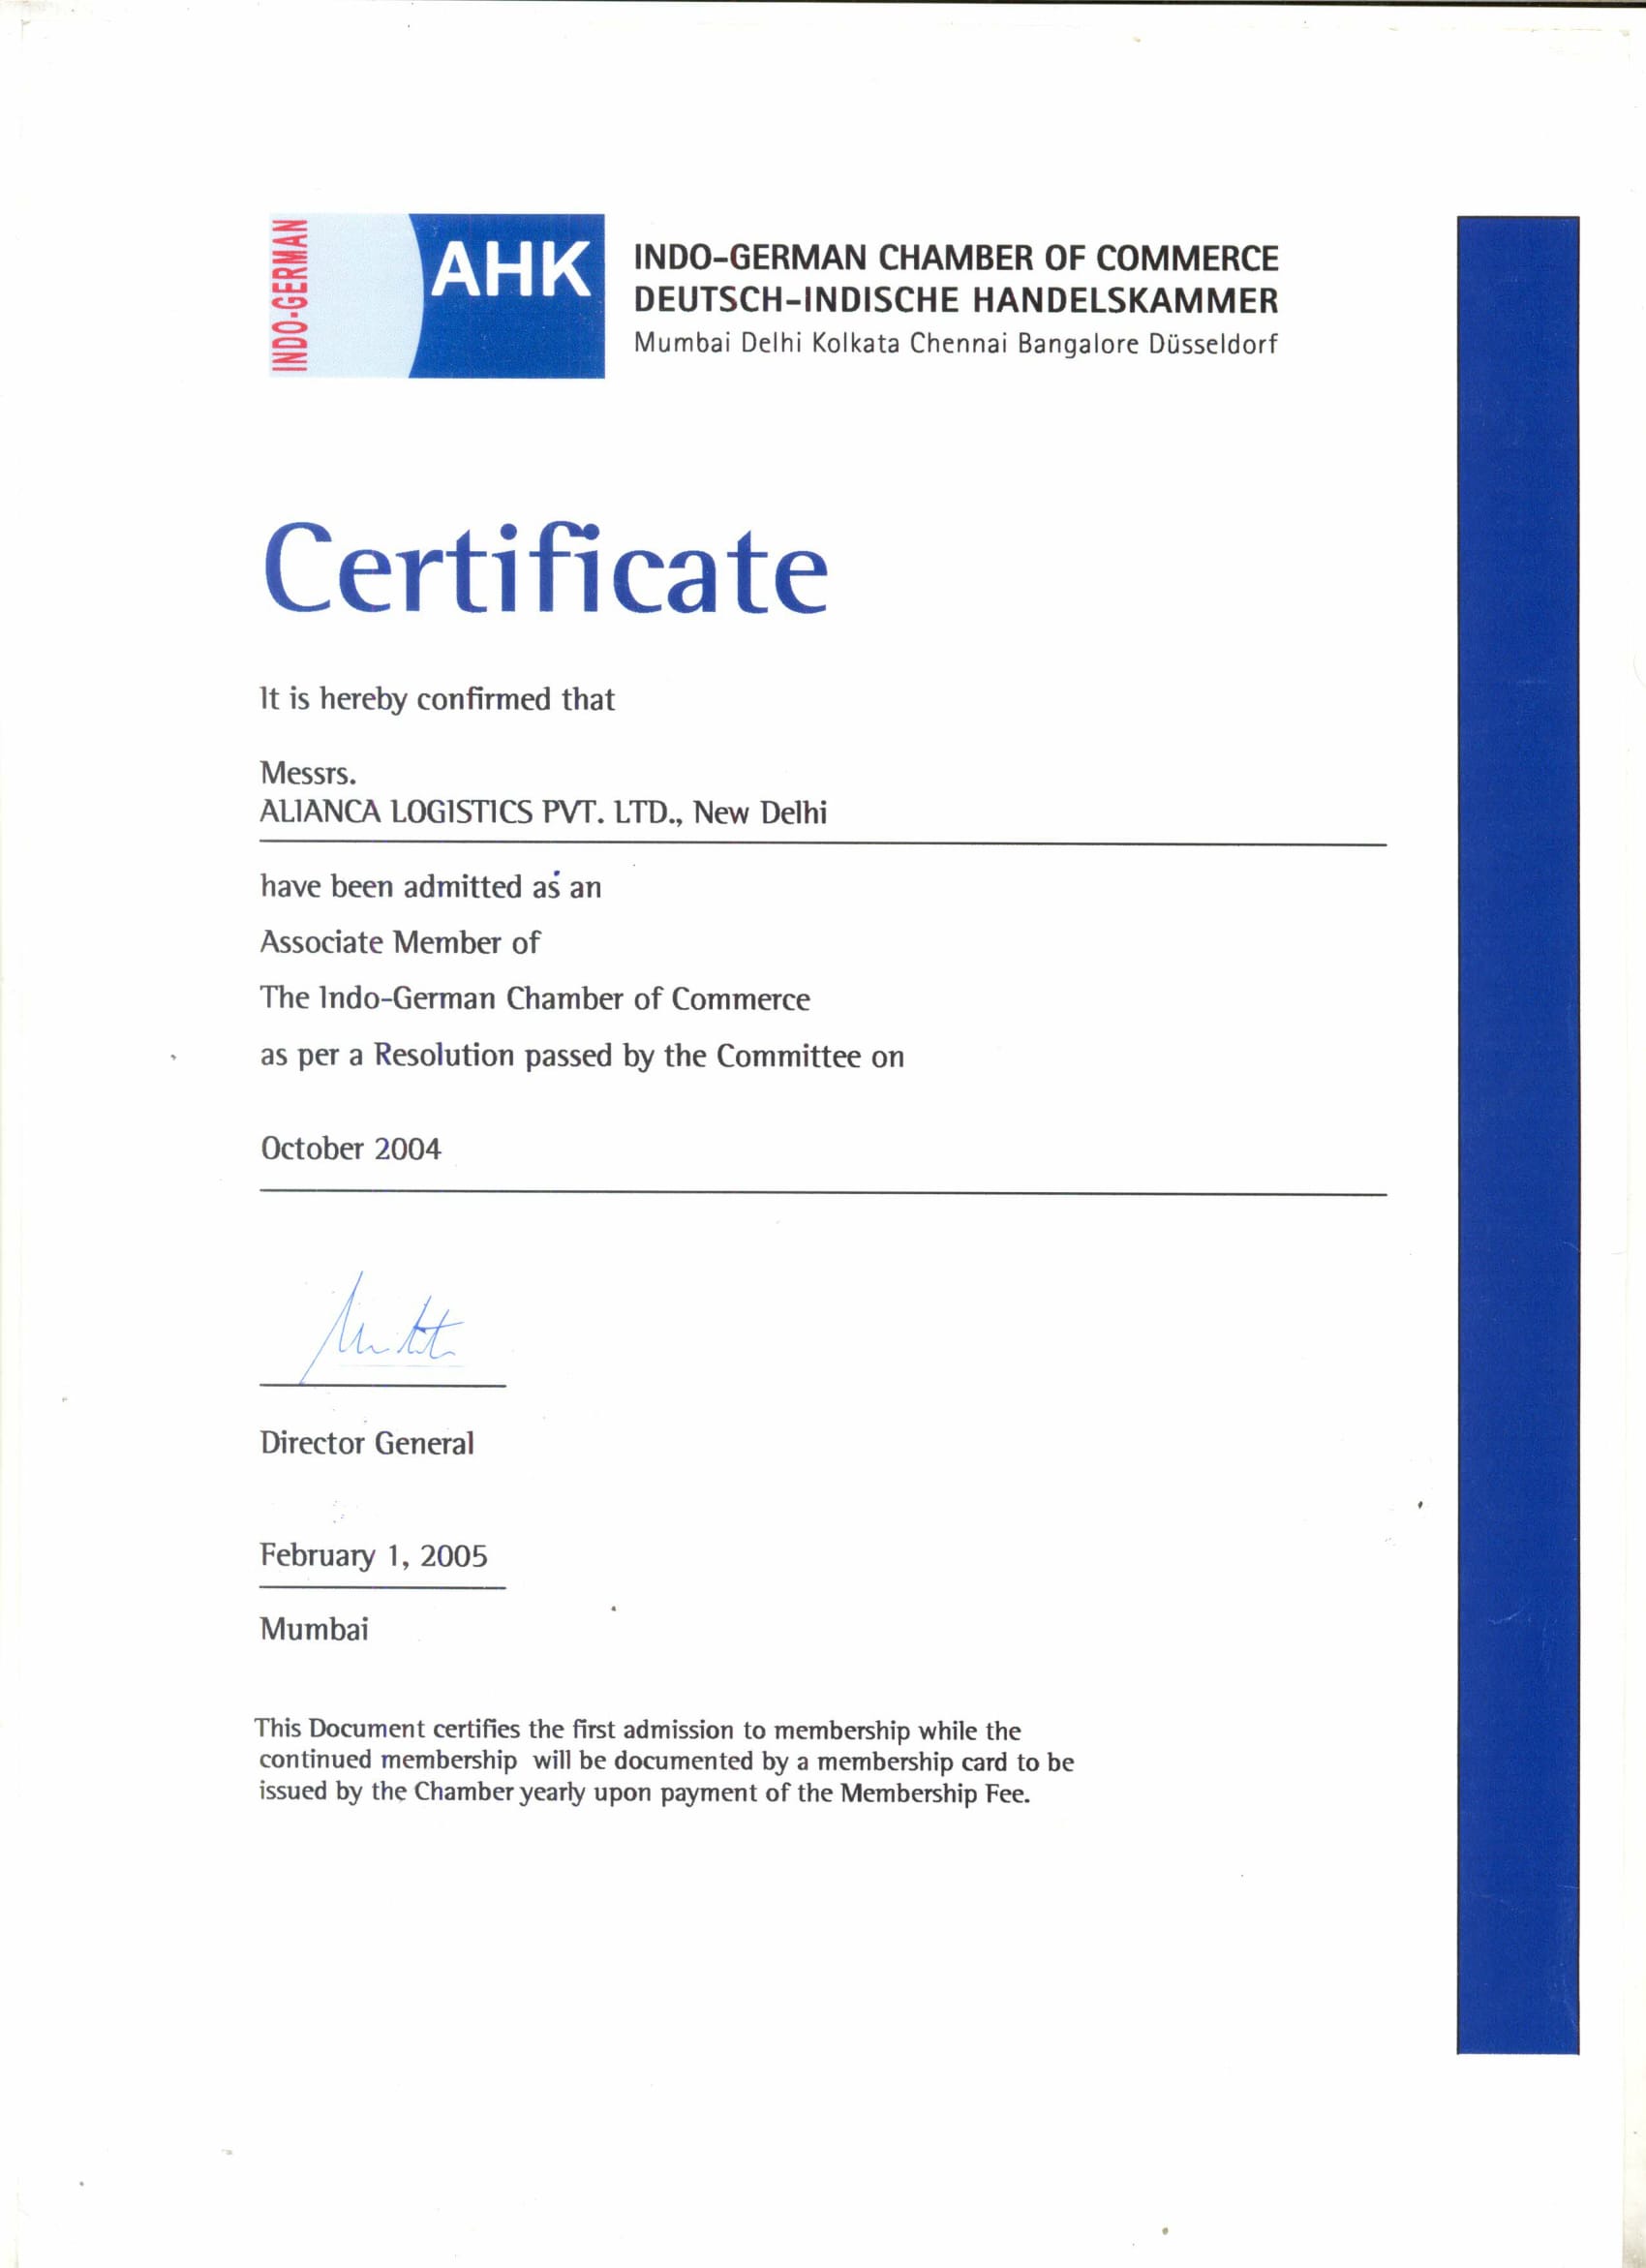 INDO-GERMAN
AHK
INDO-GERMAN CHAMBER OF COMMERCE
DEUTSCH-INDISCHE HANDELSKAMMER
Mumbai Delhi Kolkata Chennai Bangalore Düsseldorf
Certificate
It is hereby confirmed that
Messrs.
ALIANCA LOGISTICS PVT. LTD., New Delhi
have been admitted as an
Associate Member of
The Indo-German Chamber of Commerce
as per a Resolution passed by the Committee on
October 2004
Director General
February 1, 2005
Mumbai
This Document certifies the first admission to membership while the
continued membership will be documented by a membership card to be
issued by the Chamber yearly upon payment of the Membership Fee.